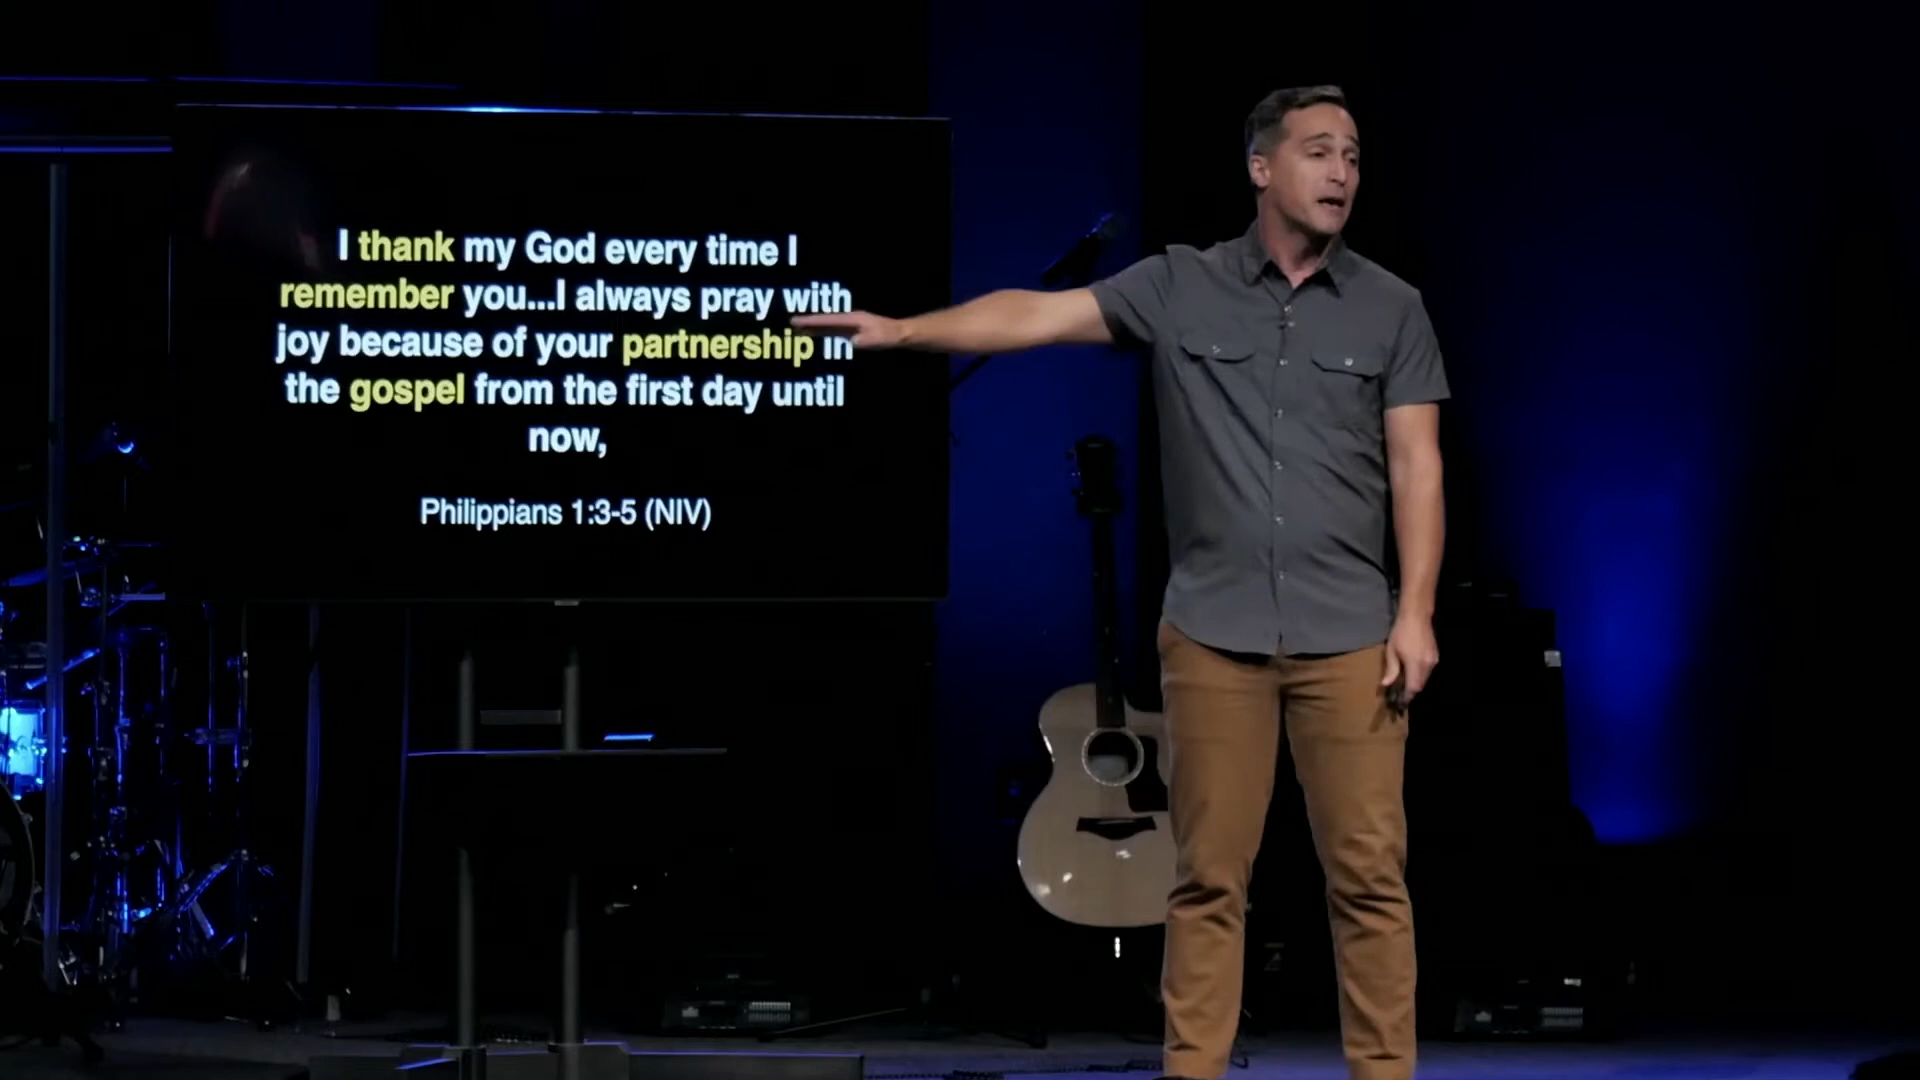 I thank my God every time I
remember you...I always pray with
joy because of your partnership in
the gospel from the first day until
now,
Philippians 1:3-5 (NIV)